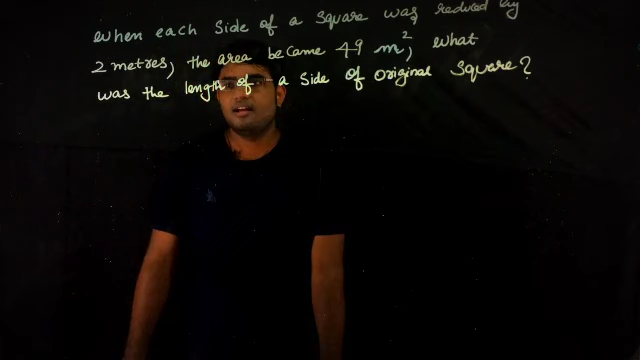 When each side of a square was reduced by
2 metres, the area became 49 m², what
was the length of a side of original square?